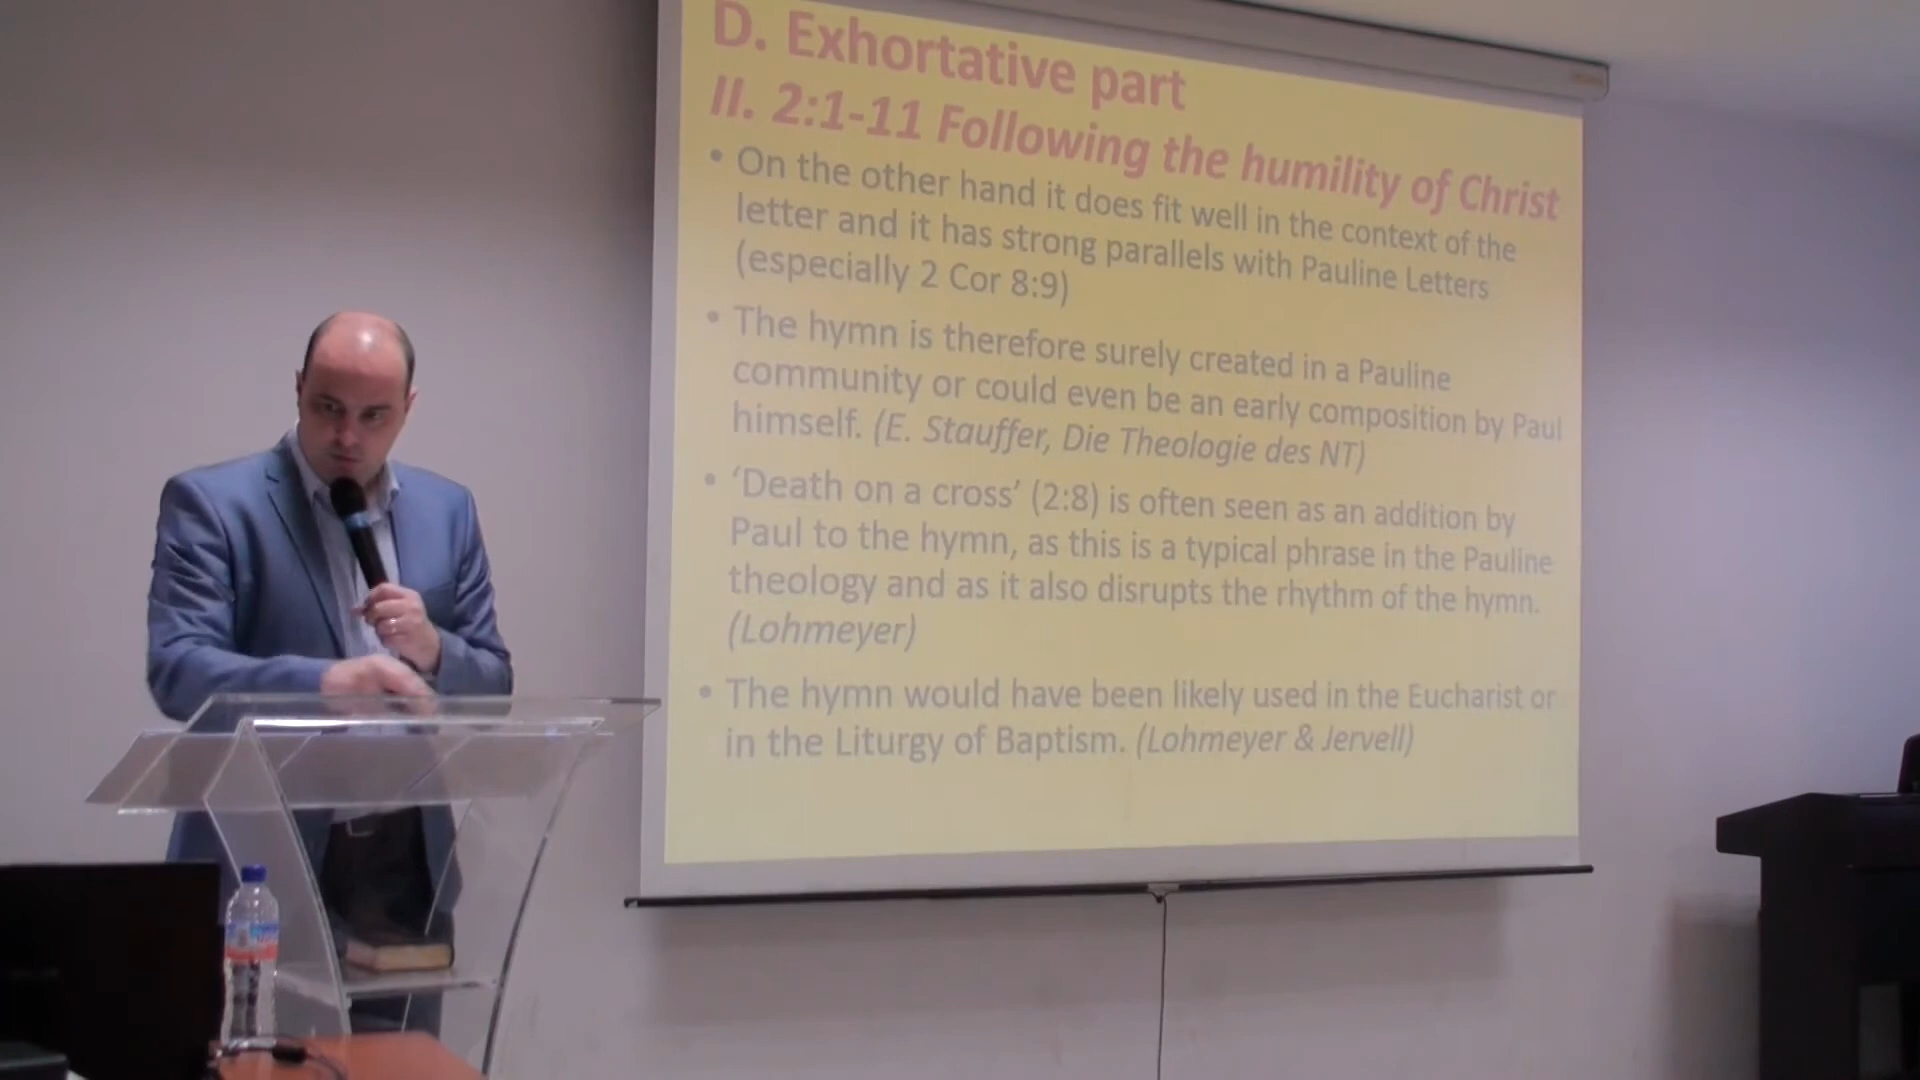 D. Exhortative part
II. 2:1-11 Following the humility of Christ
• On the other hand it does fit well in the context of the
letter and it has strong parallels with Pauline Letters
(especially 2 Cor 8:9)
• The hymn is therefore surely created in a Pauline
community or could even be an early composition by Paul
himself. (E. Stauffer, Die Theologie des NT)
• ‘Death on a cross’ (2:8) is often seen as an addition by
Paul to the hymn, as this is a typical phrase in the Pauline
theology and as it also disrupts the rhythm of the hymn.
(Lohmeyer)
• The hymn would have been likely used in the Eucharist or
in the Liturgy of Baptism. (Lohmeyer & Jervell)